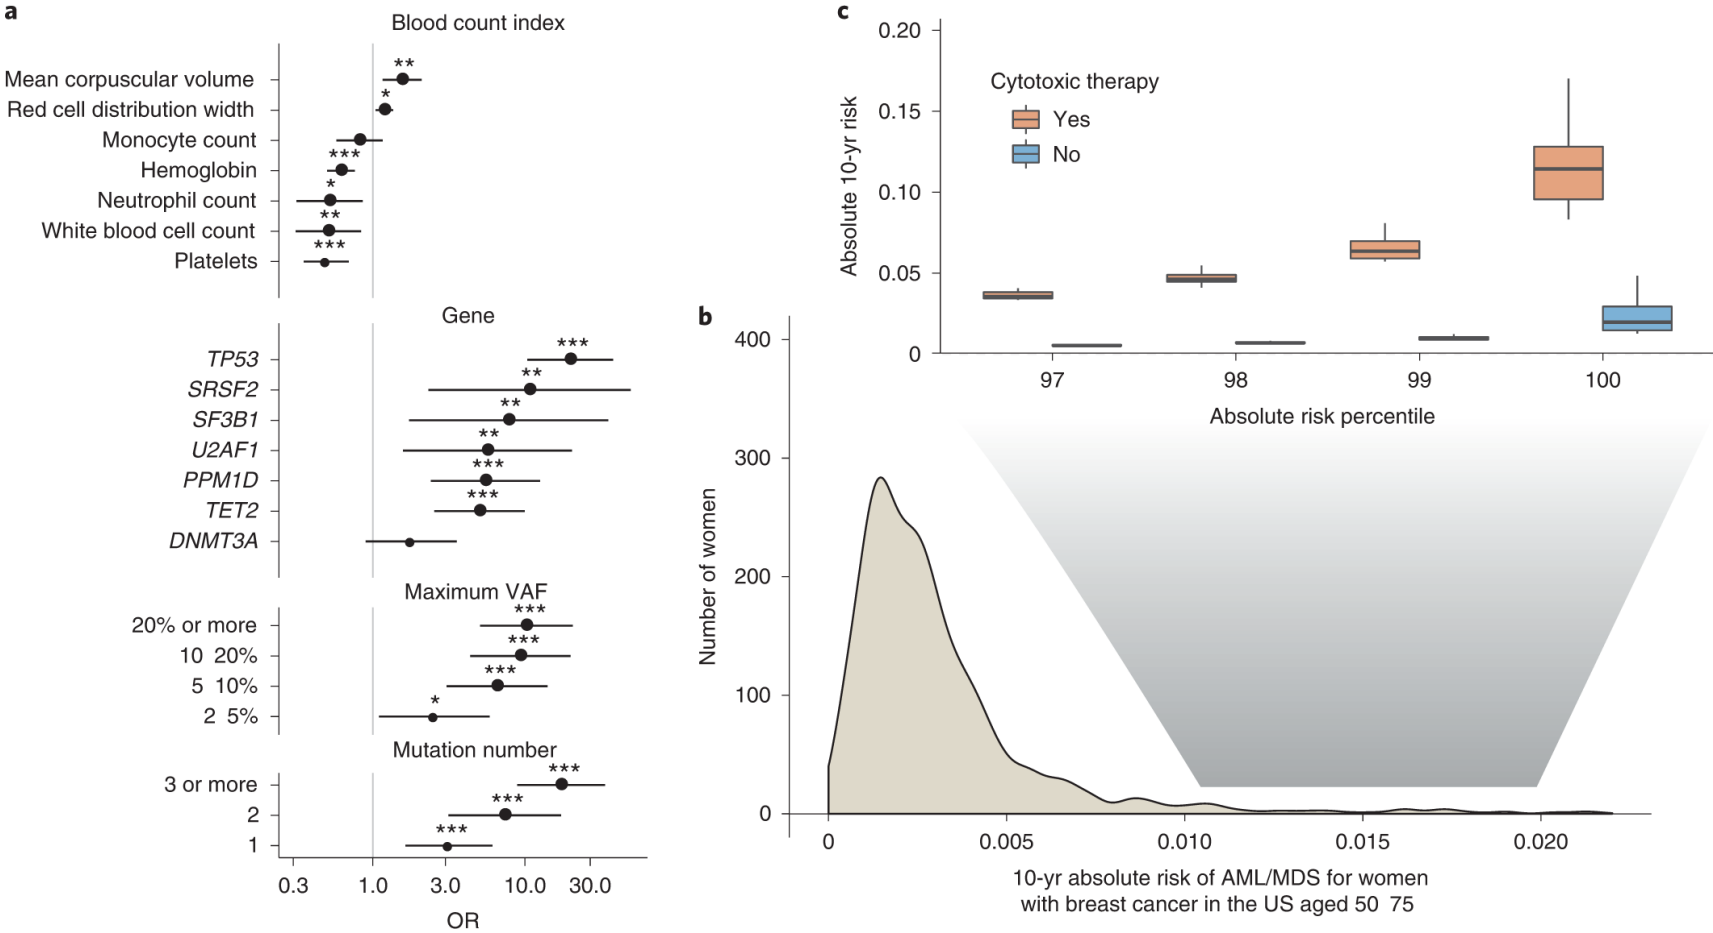 a
Blood count index
**
Mean corpuscular volume
*
Red cell distribution width
Monocyte count
***
Hemoglobin
*
Neutrophil count
**
White blood cell count
***
Platelets
Gene
***
TP53
**
SRSF2
**
SF3B1
**
U2AF1
***
PPM1D
***
TET2
DNMT3A
Maximum VAF
***
20% or more
***
10 20%
***
5 10%
*
2 5%
Mutation number
***
3 or more
***
2
***
1
0.3 1.0 3.0 10.0 30.0
OR
b
400
300
200
100
0
Number of women
0 0.005 0.010 0.015 0.020
10-yr absolute risk of AML/MDS for women
with breast cancer in the US aged 50 75
c
0.20
0.15
0.10
0.05
0
Absolute 10-yr risk
Cytotoxic therapy
Yes
No
97 98 99 100
Absolute risk percentile